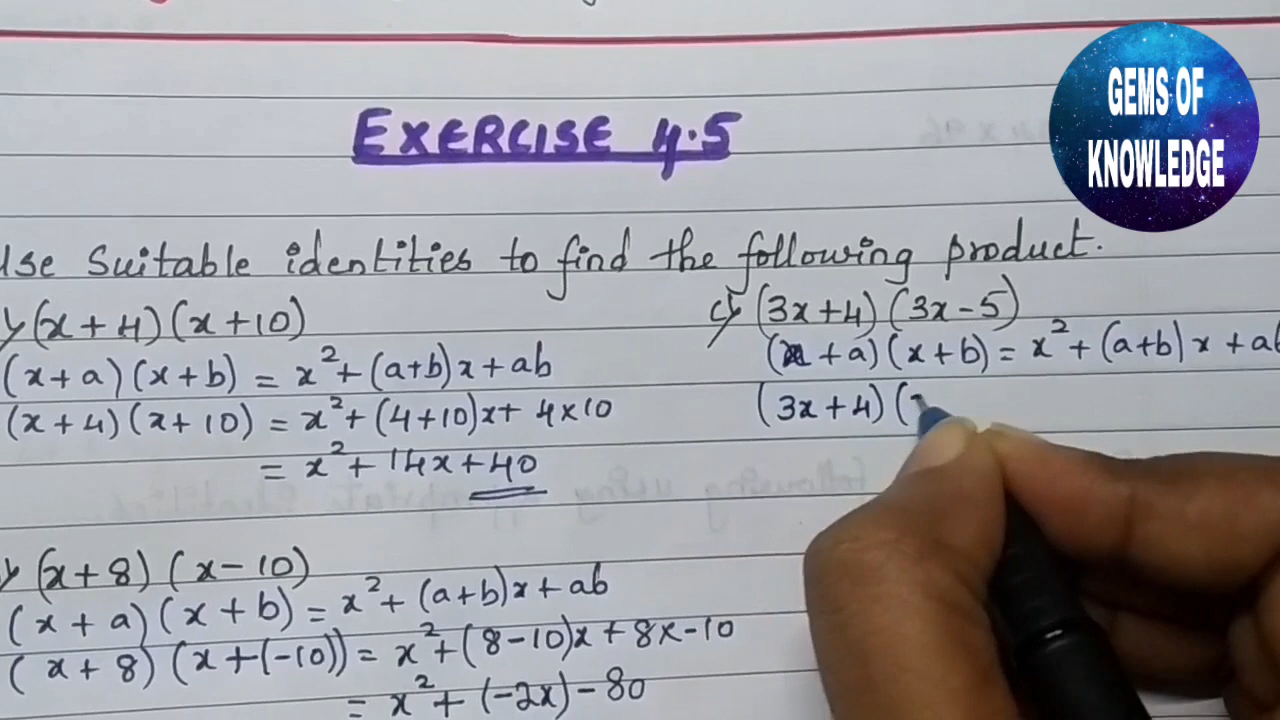 EXERCISE 4.5
GEMS OF
KNOWLEDGE
Use Suitable identities to find the following product.
(x+4)(x+10)
(x+a)(x+b) = x²+(a+b)x+ab
(x+4)(x+10) = x²+(4+10)x+4×10
= x²+14x+40
(x+8)(x-10)
(x+a)(x+b) = x²+(a+b)x+ab
(x+8)(x+(-10)) = x²+(8-10)x+8x-10
= x²+(-2x)-80
c) (3x+4)(3x-5)
(x+a)(x+b) = x²+(a+b)x+ab
(3x+4)(